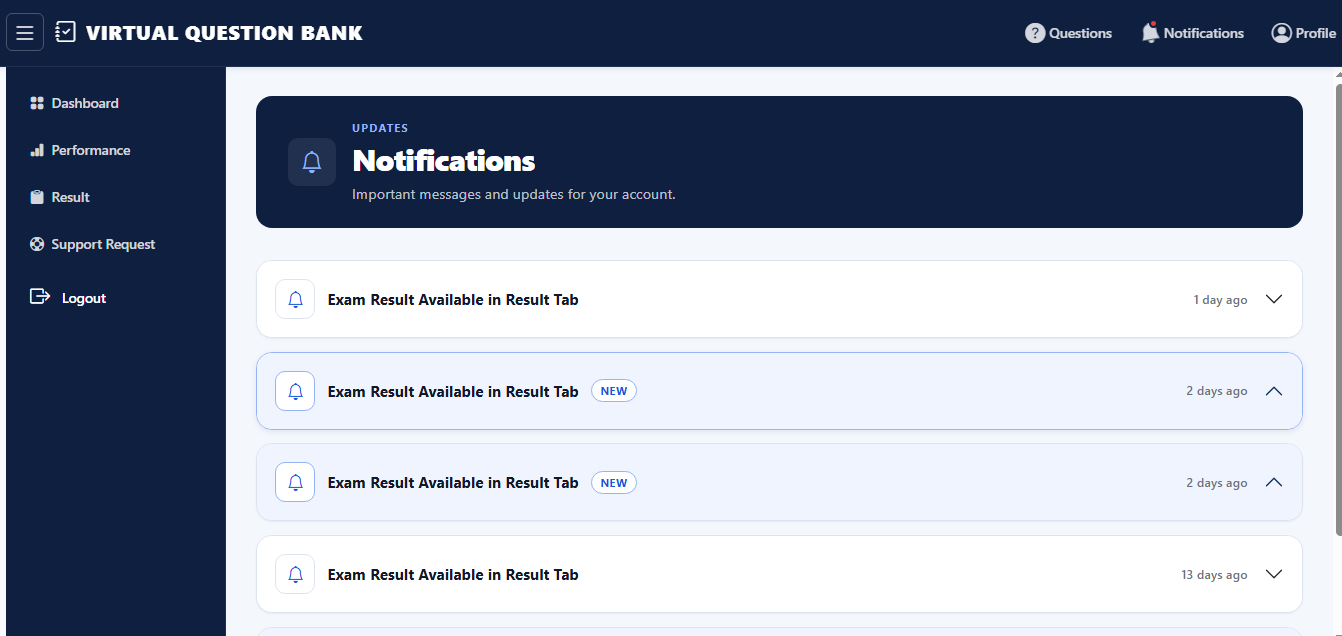 VIRTUAL QUESTION BANK
Questions
Notifications
Profile
Dashboard
Performance
Result
Support Request
Logout
UPDATES
Notifications
Important messages and updates for your account.
Exam Result Available in Result Tab 1 day ago
Exam Result Available in Result Tab NEW 2 days ago
Exam Result Available in Result Tab NEW 2 days ago
Exam Result Available in Result Tab 13 days ago